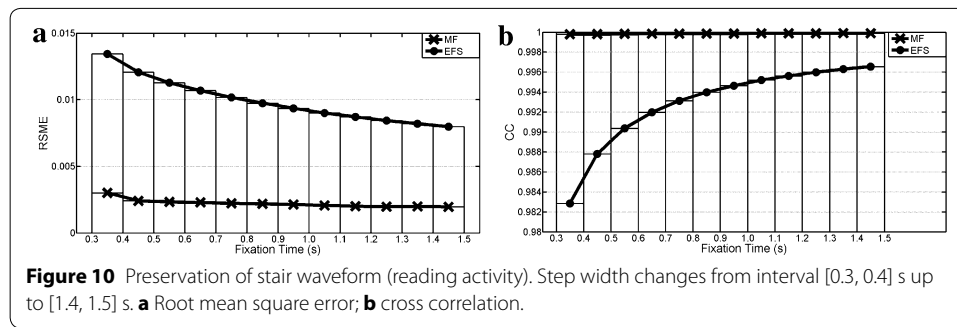 a
MF
EFS
0.015
0.01
0.005
0
RSME
0.3 0.4 0.5 0.6 0.7 0.8 0.9 1.0 1.1 1.2 1.3 1.4 1.5
Fixation Time (s)
b
MF
EFS
1
0.998
0.996
0.994
0.992
0.99
0.988
0.986
0.984
0.982
0.98
CC
0.3 0.4 0.5 0.6 0.7 0.8 0.9 1.0 1.1 1.2 1.3 1.4 1.5
Fixation Time (s)
Figure 10 Preservation of stair waveform (reading activity). Step width changes from interval [0.3, 0.4] s up
to [1.4, 1.5] s. a Root mean square error; b cross correlation.